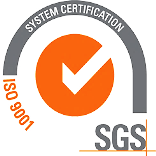 SYSTEM CERTIFICATION
ISO 9001
SGS